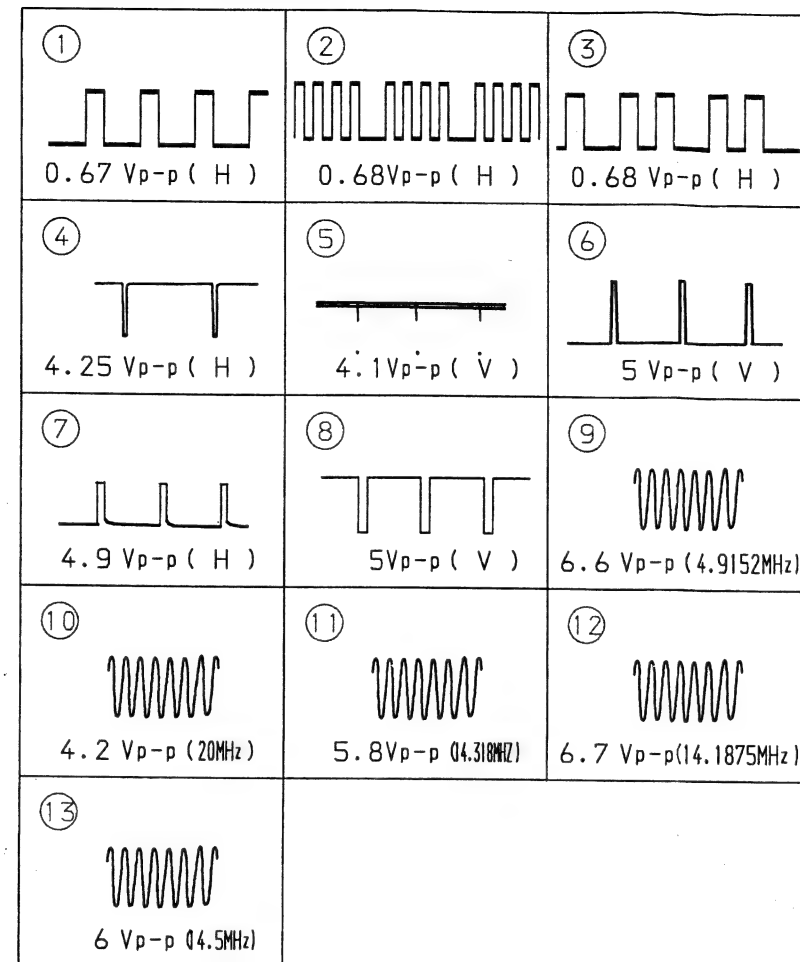 1
0.67 Vp-p ( H )
2
0.68Vp-p ( H )
3
0.68 Vp-p ( H )
4
4.25 Vp-p ( H )
5
4.1Vp-p ( V )
6
5 Vp-p ( V )
7
4.9 Vp-p ( H )
8
5Vp-p ( V )
9
6.6 Vp-p (4.9152MHz)
10
4.2 Vp-p (20MHz)
11
5.8Vp-p (14.318MHZ)
12
6.7 Vp-p(14.1875MHz)
13
6 Vp-p (14.5MHz)